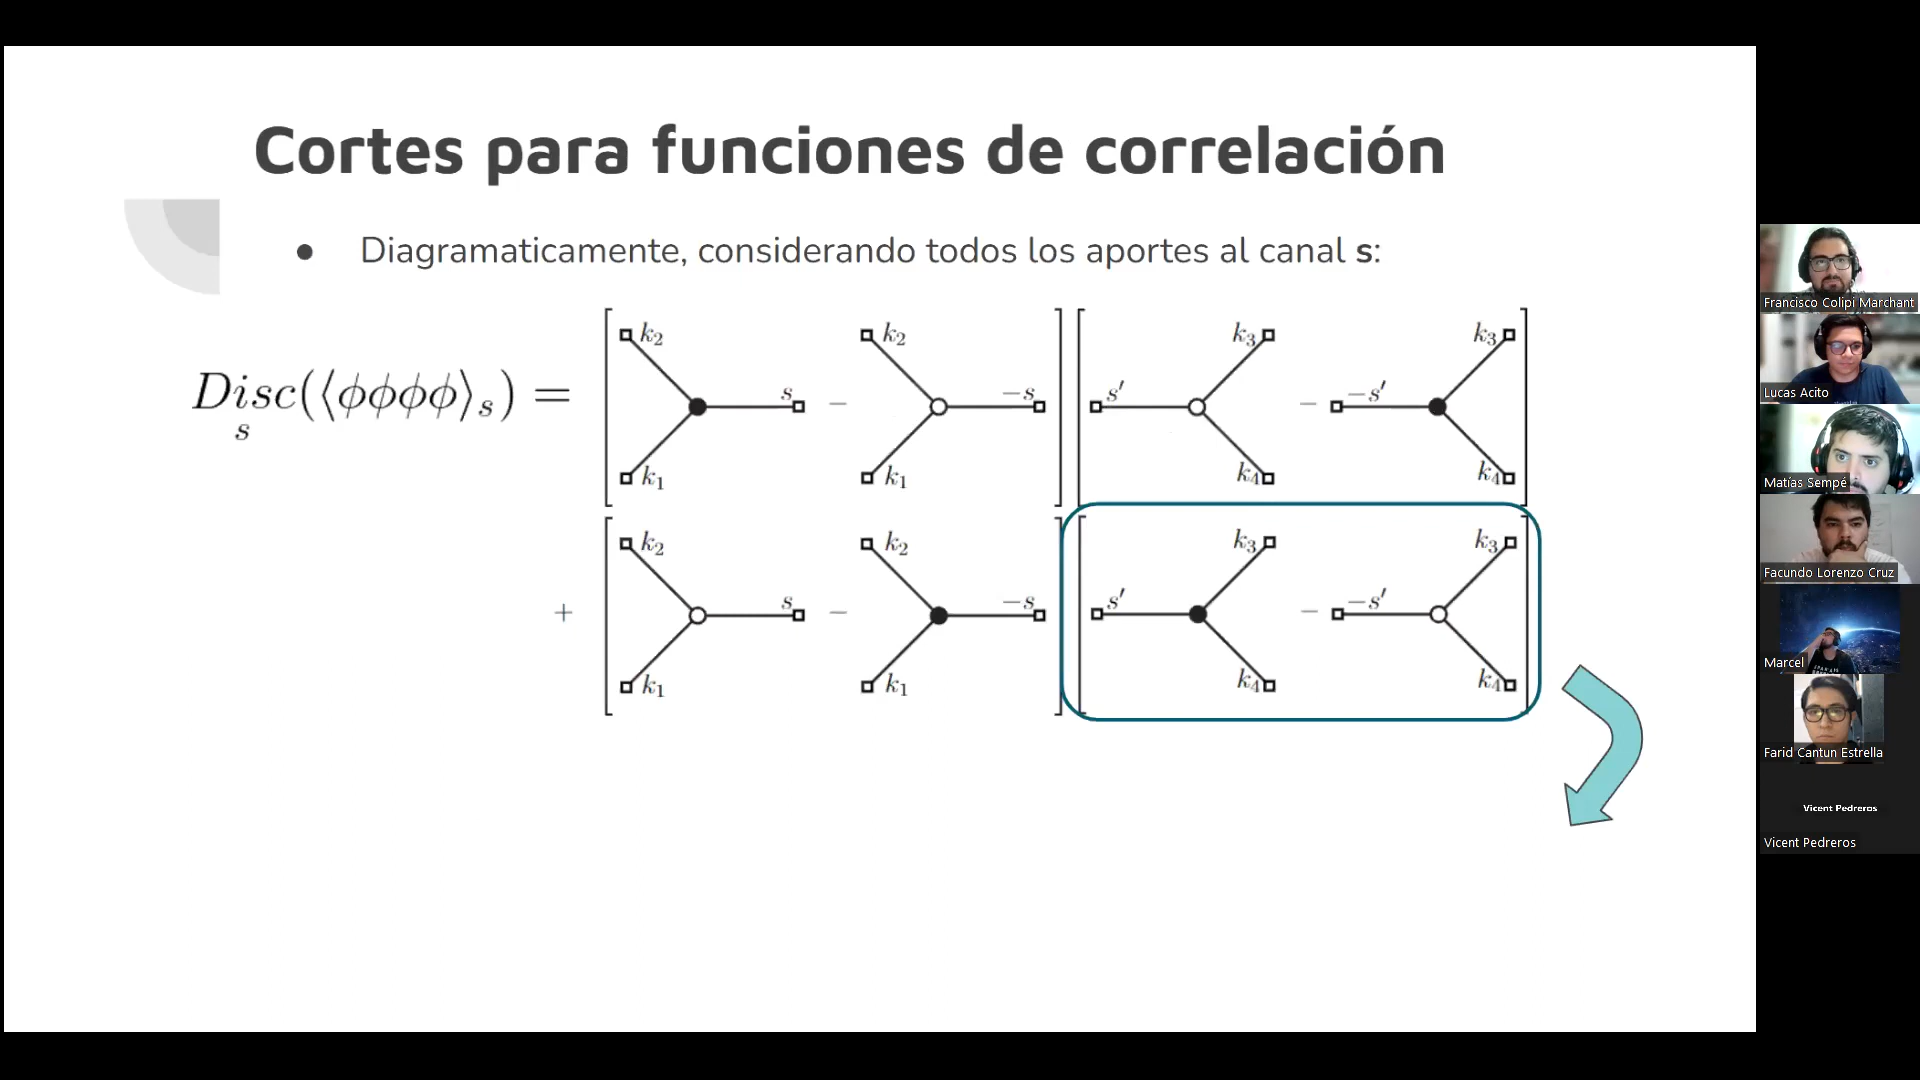 Cortes para funciones de correlación
● Diagramaticamente, considerando todos los aportes al canal s:
k₂ k₂ k₃ k₃
Disc(⟨ϕϕϕϕ⟩ₛ) = s − −s s′ − −s′
s
k₁ k₁ k₄ k₄
k₂ k₂ k₃ k₃
+ s − −s s′ − −s′
k₁ k₁ k₄ k₄
Francisco Colipi Marchant
Lucas Acito
Matías Sempé
Facundo Lorenzo Cruz
Marcel
Farid Cantun Estrella
Vicent Pedreros
Vicent Pedreros